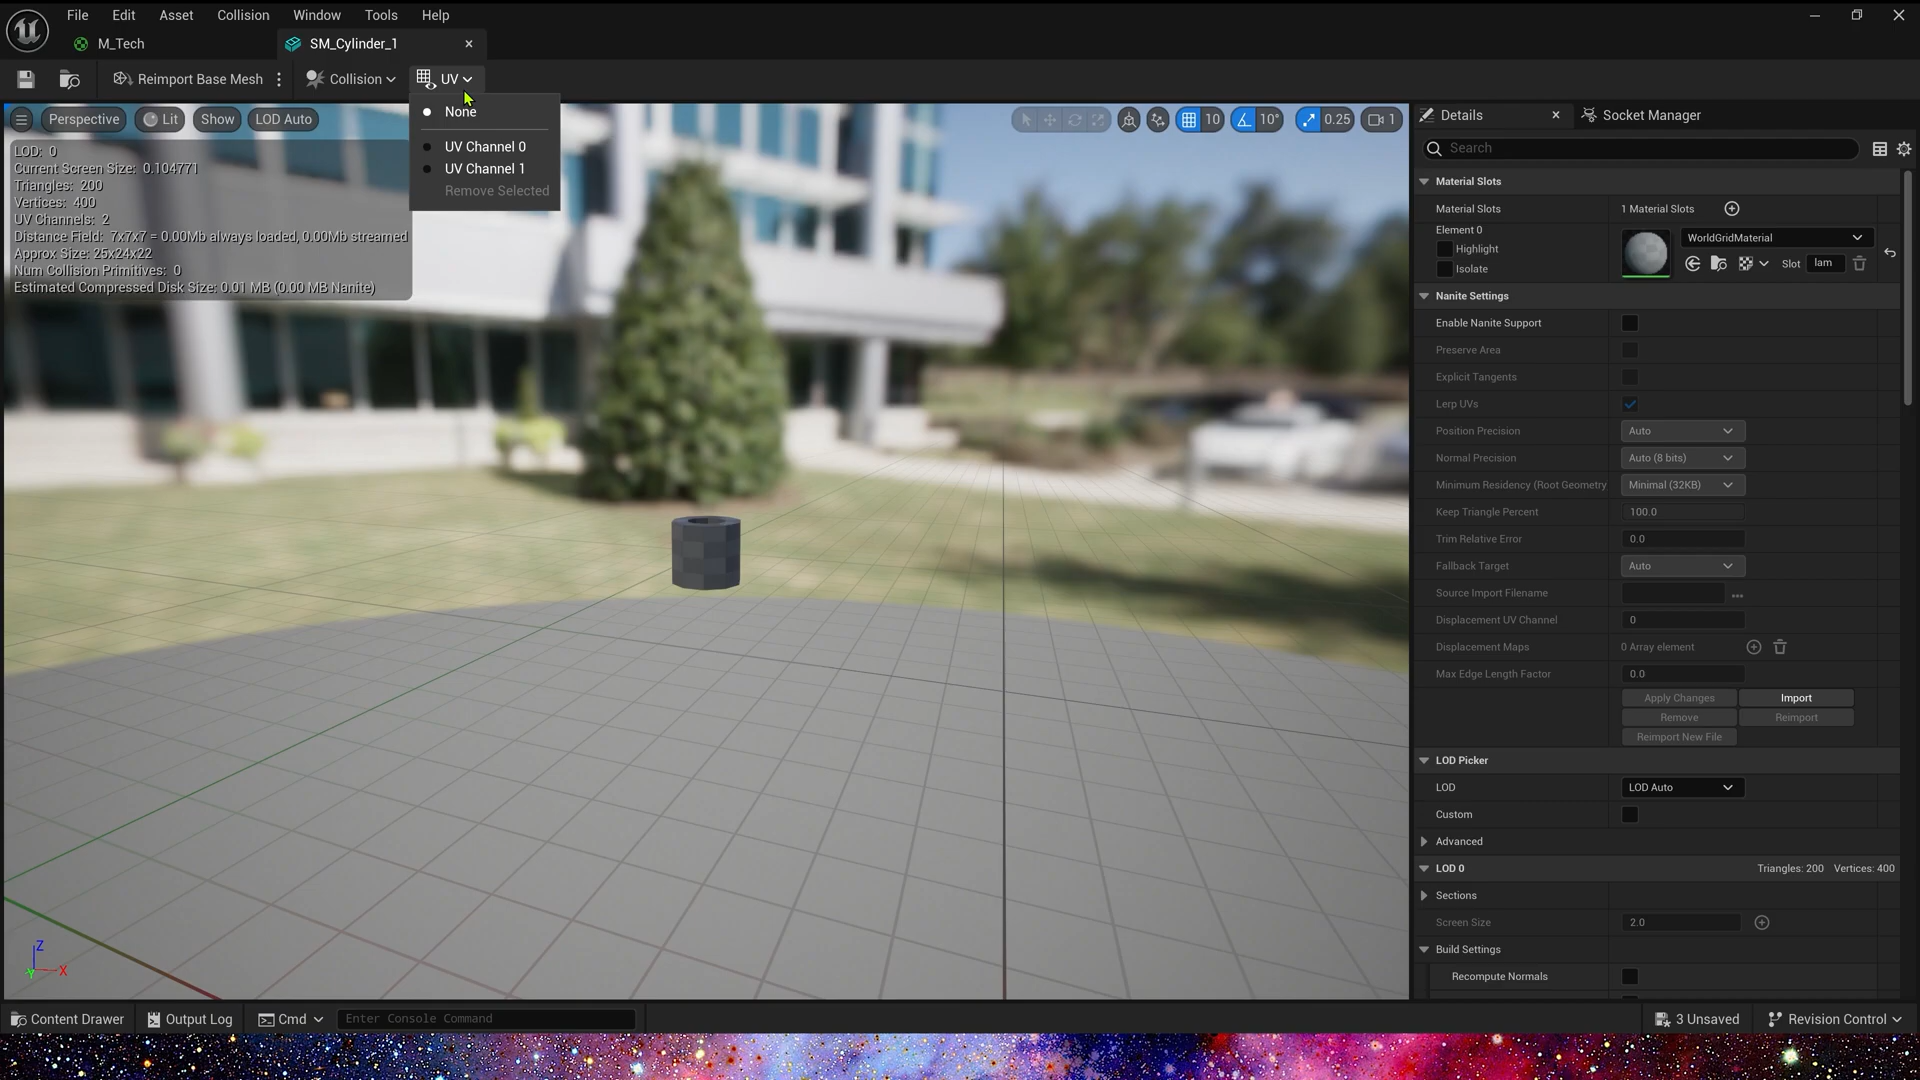 File Edit Asset Collision Window Tools Help
M_Tech
SM_Cylinder_1
Reimport Base Mesh
Collision
UV
None
UV Channel 0
UV Channel 1
Remove Selected
Perspective
Lit
Show
LOD Auto
10
10°
0.25
1
LOD: 0
Current Screen Size: 0.104771
Triangles: 200
Vertices: 400
UV Channels: 2
Distance Field: 7x7x7 = 0.00Mb always loaded, 0.00Mb streamed
Approx Size: 25x24x22
Num Collision Primitives: 0
Estimated Compressed Disk Size: 0.01 MB (0.00 MB Nanite)
Z
Y
X
Details
Socket Manager
Search
Material Slots
Material Slots 1 Material Slots
Element 0
Highlight
Isolate
WorldGridMaterial
Slot lam
Nanite Settings
Enable Nanite Support
Preserve Area
Explicit Tangents
Lerp UVs
Position Precision Auto
Normal Precision Auto (8 bits)
Minimum Residency (Root Geometry Minimal (32KB)
Keep Triangle Percent 100.0
Trim Relative Error 0.0
Fallback Target Auto
Source Import Filename
Displacement UV Channel 0
Displacement Maps 0 Array element
Max Edge Length Factor 0.0
Apply Changes Import
Remove Reimport
Reimport New File
LOD Picker
LOD LOD Auto
Custom
Advanced
LOD 0 Triangles: 200 Vertices: 400
Sections
Screen Size 2.0
Build Settings
Recompute Normals
Content Drawer
Output Log
Cmd
Enter Console Command
3 Unsaved
Revision Control